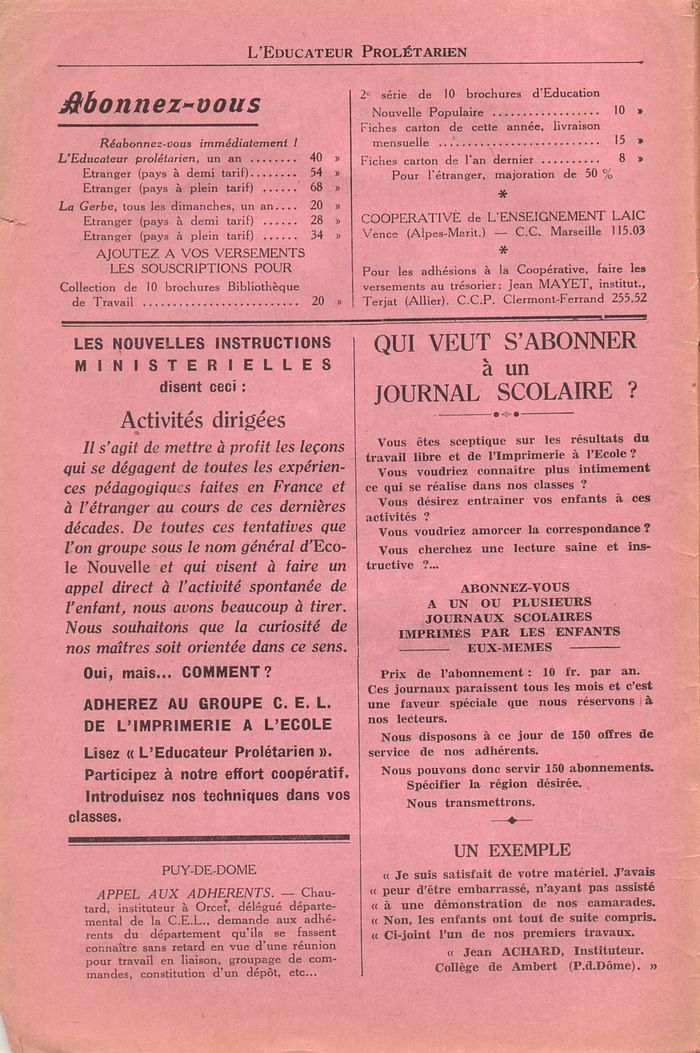 L'Educateur Prolétarien
Abonnez-vous
Réabonnez-vous immédiatement !
L'Educateur prolétarien, un an ........ 40 »
Etranger (pays à demi tarif)........ 54 »
Etranger (pays à plein tarif) ...... 68 »
La Gerbe, tous les dimanches, un an.... 20 »
Etranger (pays à demi tarif) ...... 28 »
Etranger (pays à plein tarif) ...... 34 »
AJOUTEZ A VOS VERSEMENTS
LES SOUSCRIPTIONS POUR
Collection de 10 brochures Bibliothèque
de Travail .......................... 20 »
2e série de 10 brochures d'Education
Nouvelle Populaire .................. 10 »
Fiches carton de cette année, livraison
mensuelle ........................... 15 »
Fiches carton de l'an dernier .......... 8 »
Pour l'étranger, majoration de 50 %
*
COOPERATIVE de L'ENSEIGNEMENT LAIC
Vence (Alpes-Marit.) — C.C. Marseille 115.03
*
Pour les adhésions à la Coopérative, faire les
versements au trésorier : Jean MAYET, institut.,
Terjat (Allier). C.C.P. Clermont-Ferrand 255.52
LES NOUVELLES INSTRUCTIONS
MINISTERIELLES
disent ceci :
Activités dirigées
Il s'agit de mettre à profit les leçons
qui se dégagent de toutes les expérien-
ces pédagogiques faites en France et
à l'étranger au cours de ces dernières
décades. De toutes ces tentatives que
l'on groupe sous le nom général d'Eco-
le Nouvelle et qui visent à faire un
appel direct à l'activité spontanée de
l'enfant, nous avons beaucoup à tirer.
Nous souhaitons que la curiosité de
nos maîtres soit orientée dans ce sens.
Oui, mais... COMMENT ?
ADHEREZ AU GROUPE C. E. L.
DE L'IMPRIMERIE A L'ECOLE
Lisez « L'Educateur Prolétarien ».
Participez à notre effort coopératif.
Introduisez nos techniques dans vos
classes.
PUY-DE-DOME
APPEL AUX ADHERENTS. — Chau-
tard, instituteur à Orcet, délégué départe-
mental de la C.E.L., demande aux adhé-
rents du département qu'ils se fassent
connaître sans retard en vue d'une réunion
pour travail en liaison, groupage de com-
mandes, constitution d'un dépôt, etc...
QUI VEUT S'ABONNER
à un
JOURNAL SCOLAIRE ?
Vous êtes sceptique sur les résultats du
travail libre et de l'Imprimerie à l'Ecole ?
Vous voudriez connaître plus intimement
ce qui se réalise dans nos classes ?
Vous désirez entrainer vos enfants à ces
activités ?
Vous voudriez amorcer la correspondance ?
Vous cherchez une lecture saine et ins-
tructive ?...
ABONNEZ-VOUS
A UN OU PLUSIEURS
JOURNAUX SCOLAIRES
IMPRIMÉS PAR LES ENFANTS
EUX-MEMES
Prix de l'abonnement : 10 fr. par an.
Ces journaux paraissent tous les mois et c'est
une faveur spéciale que nous réservons à
nos lecteurs.
Nous disposons à ce jour de 150 offres de
service de nos adhérents.
Nous pouvons donc servir 150 abonnements.
Spécifier la région désirée.
Nous transmettrons.
UN EXEMPLE
« Je suis satisfait de votre matériel. J'avais
« peur d'être embarrassé, n'ayant pas assisté
« à une démonstration de nos camarades.
« Non, les enfants ont tout de suite compris.
« Ci-joint l'un de nos premiers travaux.
« Jean ACHARD, Instituteur.
Collège de Ambert (P.d.Dôme). »